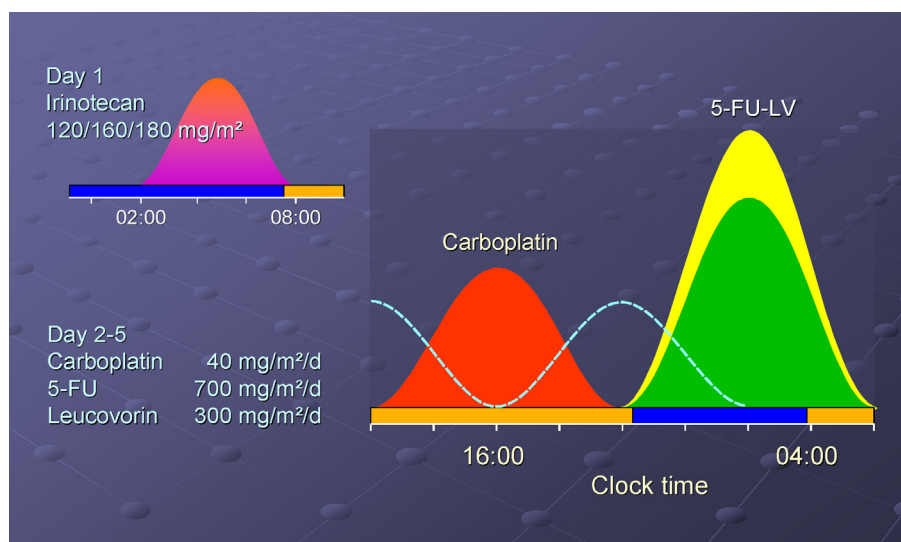 Day 1
Irinotecan
120/160/180 mg/m²
02:00 08:00
5-FU-LV
Carboplatin
Day 2-5
Carboplatin 40 mg/m²/d
5-FU 700 mg/m²/d
Leucovorin 300 mg/m²/d
16:00 04:00
Clock time